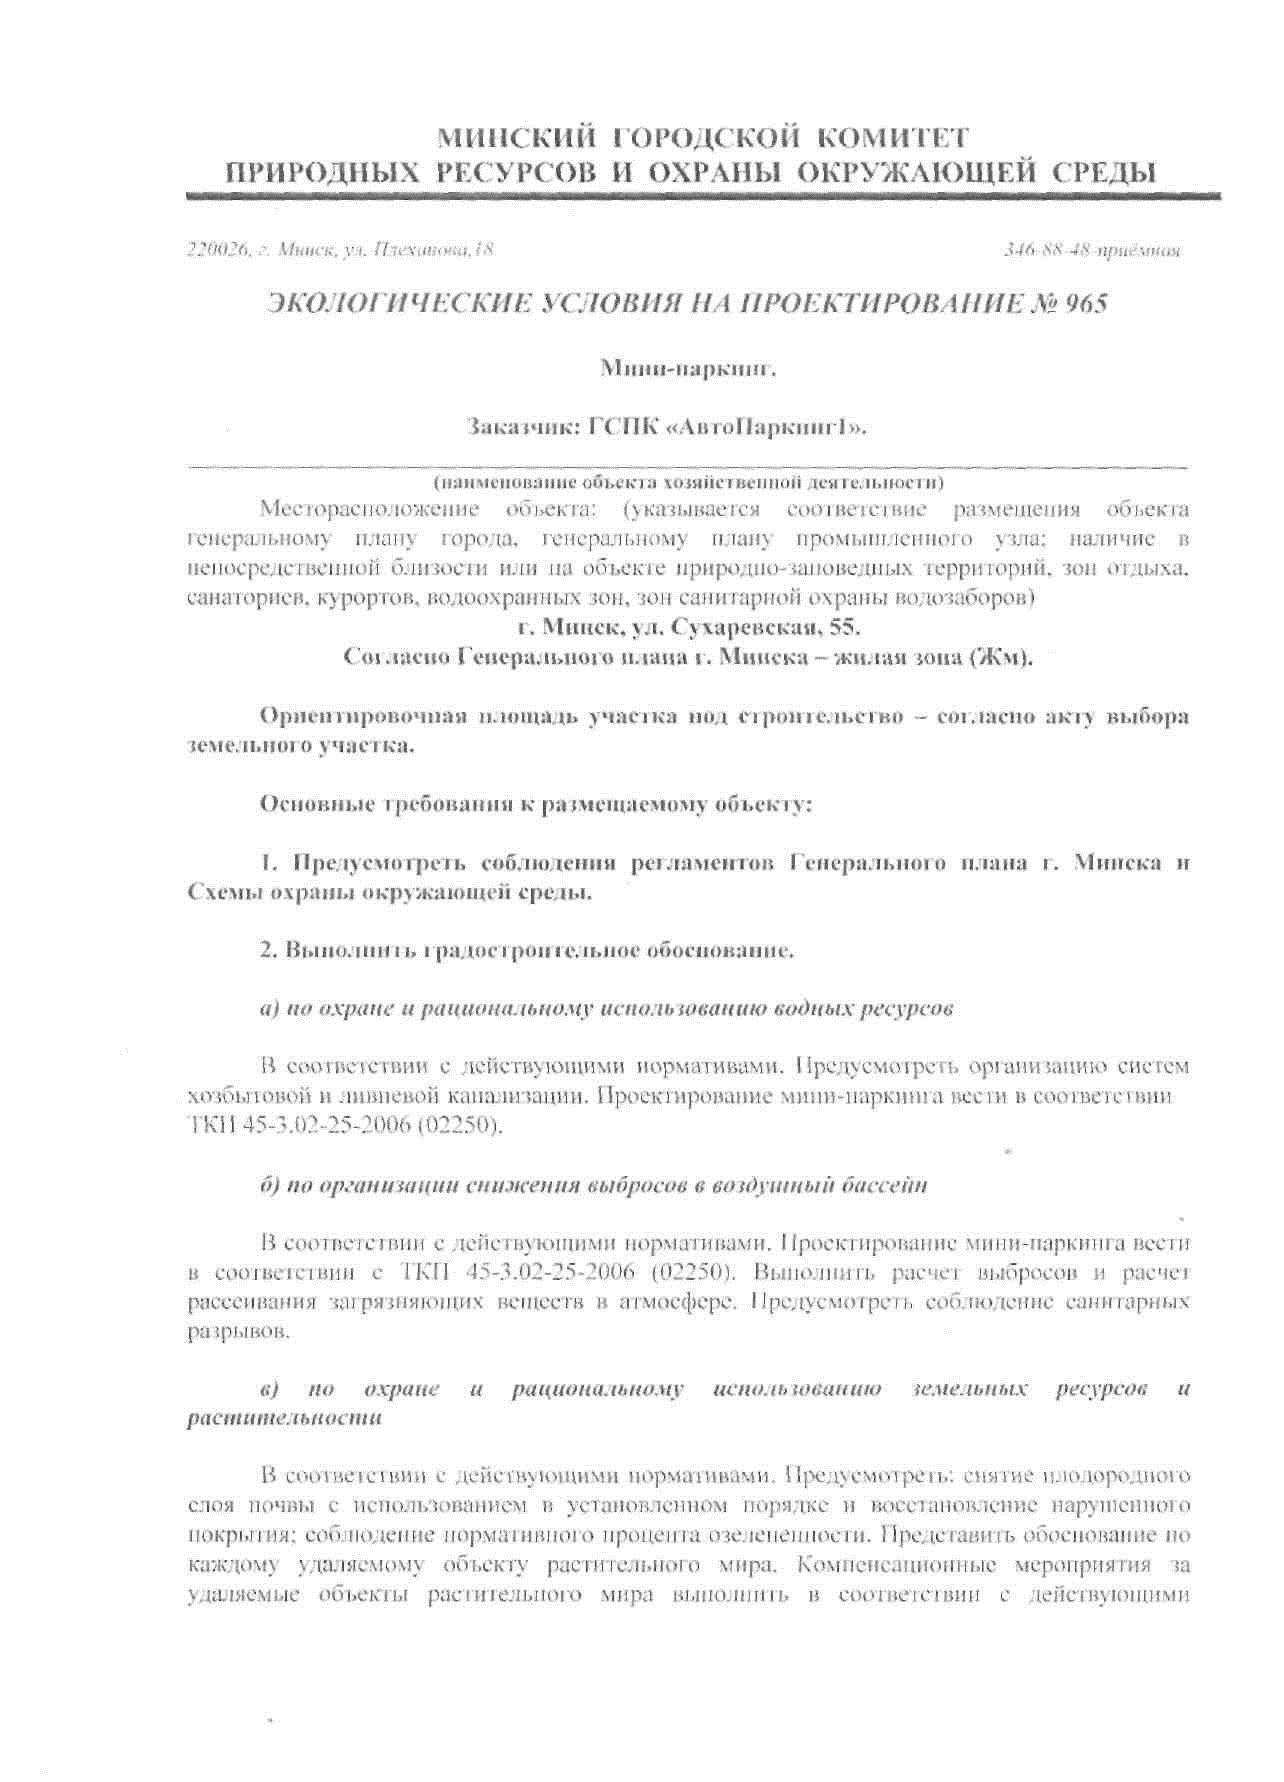 МИНСКИЙ ГОРОДСКОЙ КОМИТЕТ
ПРИРОДНЫХ РЕСУРСОВ И ОХРАНЫ ОКРУЖАЮЩЕЙ СРЕДЫ
220026, г. Минск, ул. Плеханова,18 346-88-48-приёмная
ЭКОЛОГИЧЕСКИЕ УСЛОВИЯ НА ПРОЕКТИРОВАНИЕ № 965
Мини-паркинг.
Заказчик: ГСПК «АвтоПаркинг1».
(наименование объекта хозяйственной деятельности)
Месторасположение объекта: (указывается соответствие размещения объекта
генеральному плану города, генеральному плану промышленного узла; наличие в
непосредственной близости или на объекте природно-заповедных территорий, зон отдыха,
санаториев, курортов, водоохранных зон, зон санитарной охраны водозаборов)
г. Минск, ул. Сухаревская, 55.
Согласно Генерального плана г. Минска – жилая зона (Жм).
Ориентировочная площадь участка под строительство – согласно акту выбора
земельного участка.
Основные требования к размещаемому объекту:
1. Предусмотреть соблюдения регламентов Генерального плана г. Минска и
Схемы охраны окружающей среды.
2. Выполнить градостроительное обоснование.
а) по охране и рациональному использованию водных ресурсов
В соответствии с действующими нормативами. Предусмотреть организацию систем
хозбытовой и ливневой канализации. Проектирование мини-паркинга вести в соответствии
ТКП 45-3.02-25-2006 (02250).
б) по организации снижения выбросов в воздушный бассейн
В соответствии с действующими нормативами. Проектирование мини-паркинга вести
в соответствии с ТКП 45-3.02-25-2006 (02250). Выполнить расчет выбросов и расчет
рассеивания загрязняющих веществ в атмосфере. Предусмотреть соблюдение санитарных
разрывов.
в) по охране и рациональному использованию земельных ресурсов и
растительности
В соответствии с действующими нормативами. Предусмотреть: снятие плодородного
слоя почвы с использованием в установленном порядке и восстановление нарушенного
покрытия; соблюдение нормативного процента озелененности. Представить обоснование по
каждому удаляемому объекту растительного мира. Компенсационные мероприятия за
удаляемые объекты растительного мира выполнить в соответствии с действующими